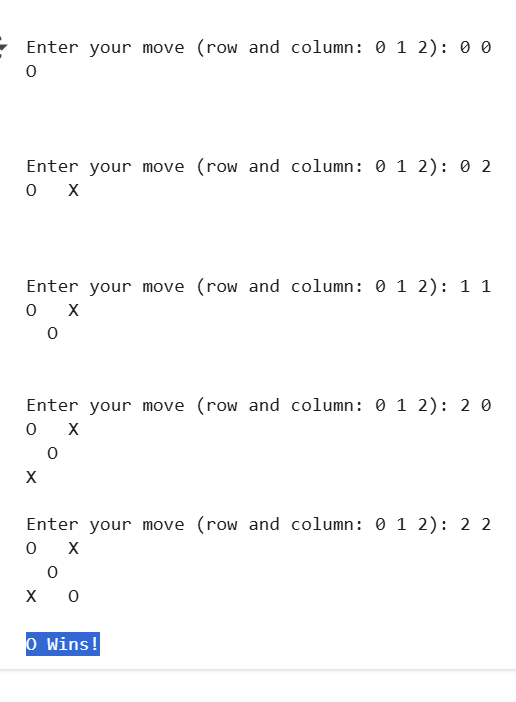 Enter your move (row and column: 0 1 2): 0 0
O
Enter your move (row and column: 0 1 2): 0 2
O   X
Enter your move (row and column: 0 1 2): 1 1
O   X
  O
Enter your move (row and column: 0 1 2): 2 0
O   X
  O
X
Enter your move (row and column: 0 1 2): 2 2
O   X
  O
X   O
O Wins!